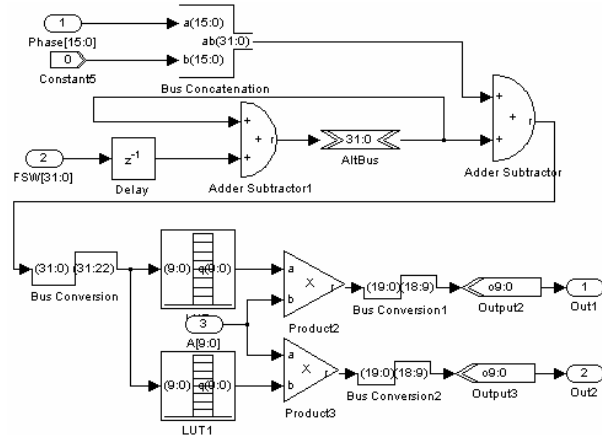 1
a(15:0)
Phase[15:0]
ab(31:0)
0
b(15:0)
Constant5
Bus Concatenation
+
+
r
+
+
+
r
+
31:0
+
2
z-1
AltBus
FSW[31:0]
Delay
Adder Subtractor1
Adder Subtractor
(31:0) (31:22)
Bus Conversion
(9:0) q(9:0)
a
X
r
b
(19:0)(18:9)
o9:0
1
Bus Conversion1
Output2
Out1
3
Product2
A[9:0]
a
X
r
b
(9:0) q(9:0)
(19:0)(18:9)
o9:0
2
Bus Conversion2
Output3
Out2
LUT1
Product3